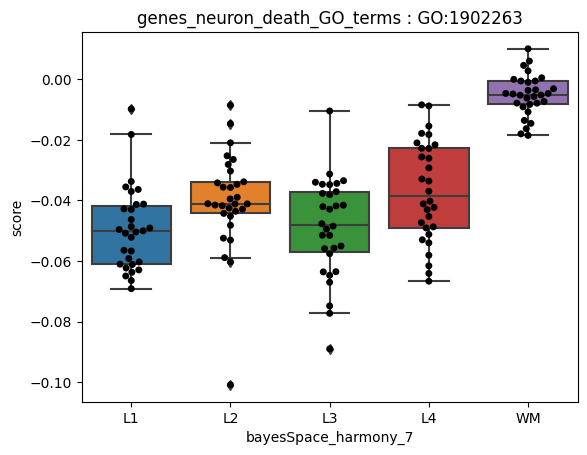 genes_neuron_death_GO_terms : GO:1902263
0.00
−0.02
−0.04
−0.06
−0.08
−0.10
score
L1 L2 L3 L4 WM
bayesSpace_harmony_7